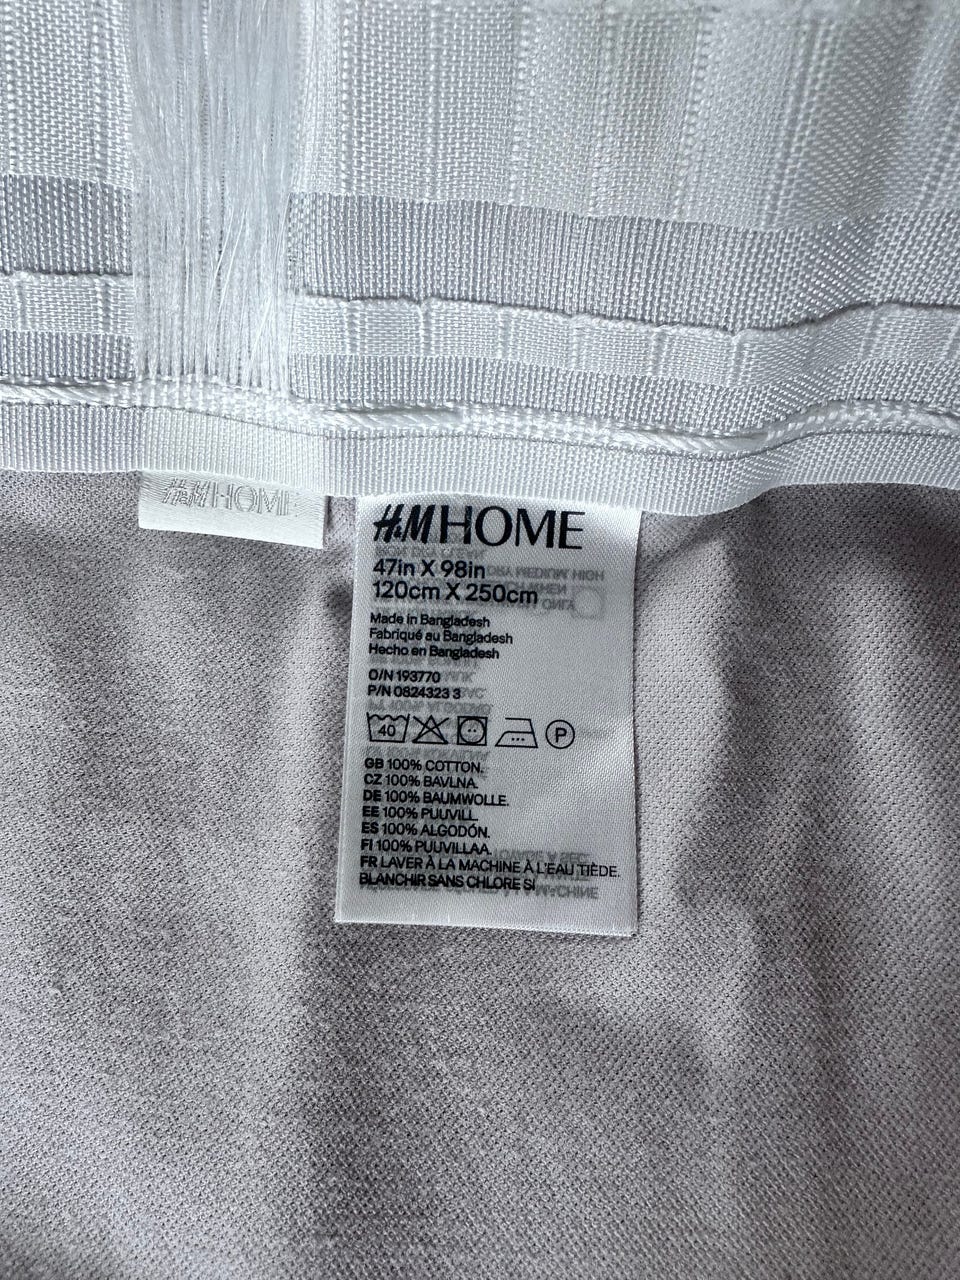 H&M HOME
H&M HOME
47in X 98in
120cm X 250cm
Made in Bangladesh
Fabriqué au Bangladesh
Hecho en Bangladesh
O/N 193770
P/N 0824323 3
40
P
GB 100% COTTON.
CZ 100% BAVLNA.
DE 100% BAUMWOLLE.
EE 100% PUUVILL.
ES 100% ALGODÓN.
FI 100% PUUVILLAA.
FR LAVER À LA MACHINE À L'EAU TIÈDE.
BLANCHIR SANS CHLORE SI